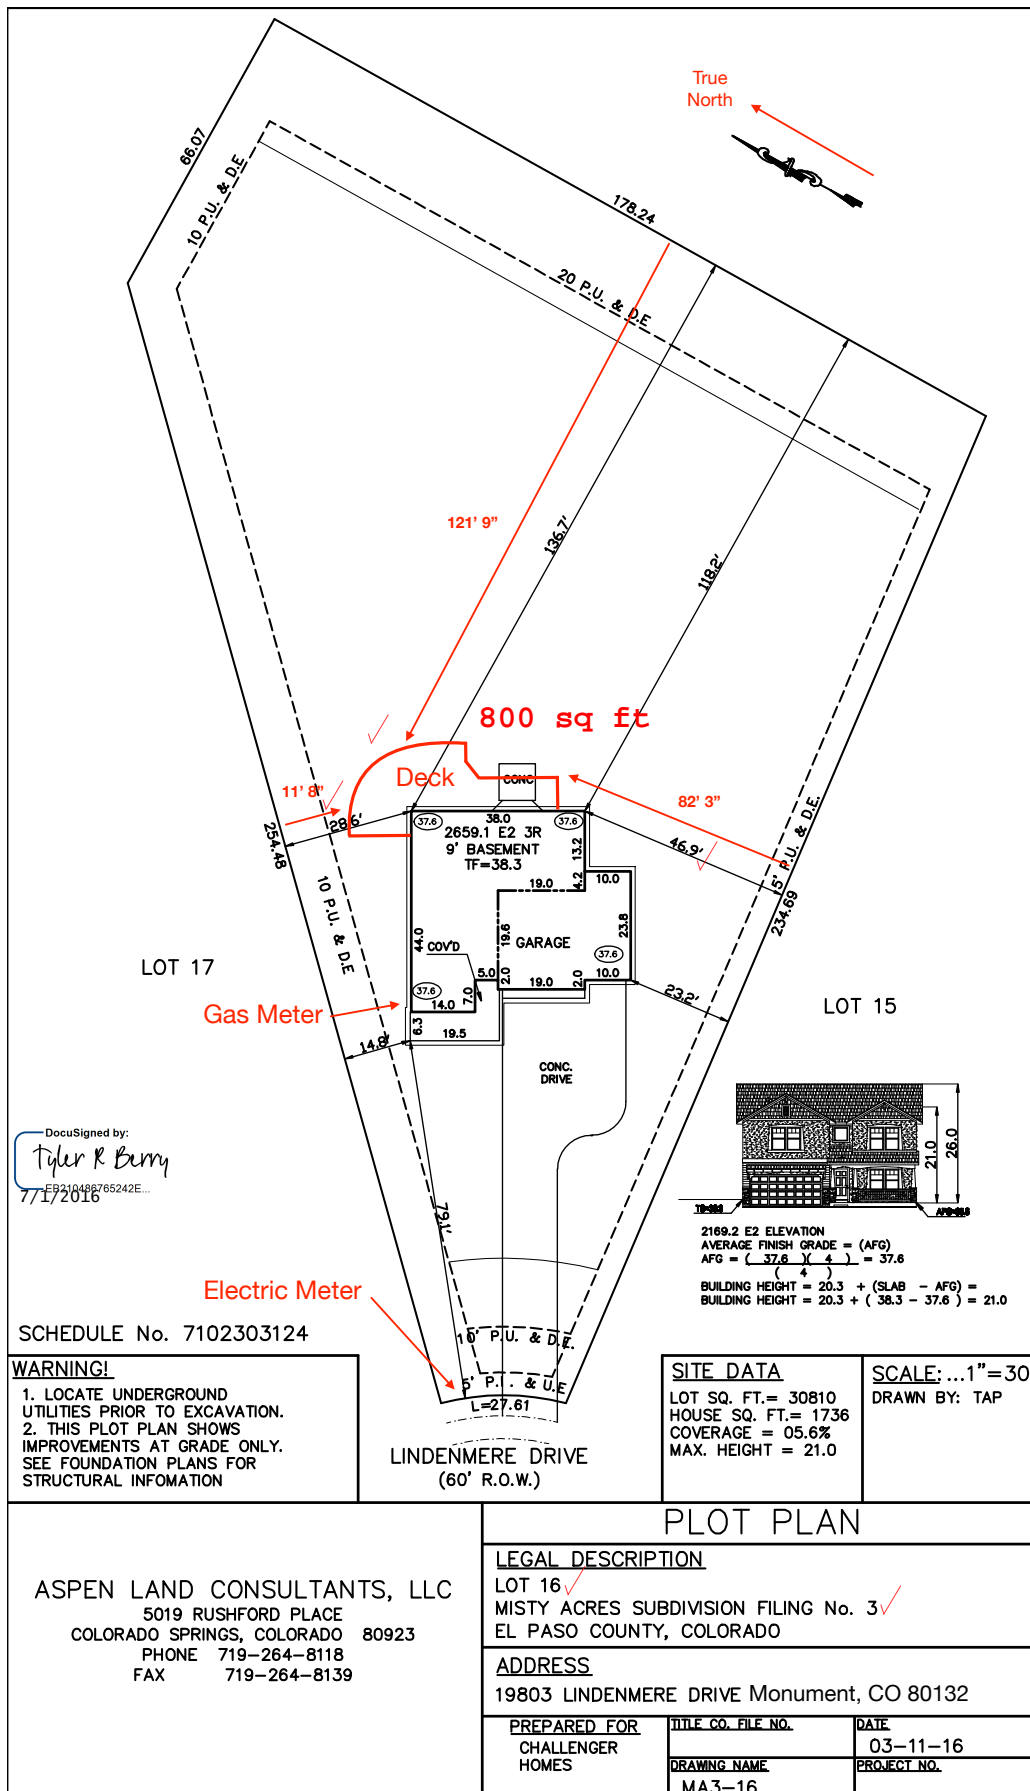 True
North
66.07
10 P.U. & D.E
178.24
20 P.U. & D.E
121' 9"
136.7'
118.2'
800 sq ft
Deck
CONC
11' 8"
28.6'
82' 3"
46.9'
5' P.U. & D.E.
254.48
234.69
37.6
38.0
37.6
2659.1 E2 3R
9' BASEMENT
TF=38.3
13.2
4.2
10.0
19.0
10 P.U. & D.E
44.0
COV'D
19.6
GARAGE
23.8
37.6
LOT 17
5.0
2.0
19.0
2.0
10.0
37.6
14.0
7.0
23.2'
LOT 15
Gas Meter
6.3
19.5
14.8'
CONC.
DRIVE
21.0
26.0
DocuSigned by:
Tyler R Berry
EB210486765242E...
7/1/2016
79.1'
2169.2 E2 ELEVATION
AVERAGE FINISH GRADE = (AFG)
AFG = ( 37.6 )( 4 ) = 37.6
( 4 )
BUILDING HEIGHT = 20.3 + (SLAB - AFG) =
BUILDING HEIGHT = 20.3 + ( 38.3 - 37.6 ) = 21.0
Electric Meter
SCHEDULE No. 7102303124
10' P.U. & D.E.
5' P.I. & U.E
L=27.61
LINDENMERE DRIVE
(60' R.O.W.)
WARNING!
1. LOCATE UNDERGROUND
UTILITIES PRIOR TO EXCAVATION.
2. THIS PLOT PLAN SHOWS
IMPROVEMENTS AT GRADE ONLY.
SEE FOUNDATION PLANS FOR
STRUCTURAL INFOMATION
SITE DATA
LOT SQ. FT.= 30810
HOUSE SQ. FT.= 1736
COVERAGE = 05.6%
MAX. HEIGHT = 21.0
SCALE:...1"=30
DRAWN BY: TAP
PLOT PLAN
ASPEN LAND CONSULTANTS, LLC
5019 RUSHFORD PLACE
COLORADO SPRINGS, COLORADO 80923
PHONE 719-264-8118
FAX 719-264-8139
LEGAL DESCRIPTION
LOT 16
MISTY ACRES SUBDIVISION FILING No. 3
EL PASO COUNTY, COLORADO
ADDRESS
19803 LINDENMERE DRIVE Monument, CO 80132
PREPARED FOR
CHALLENGER
HOMES
TITLE CO. FILE NO.
DATE
03-11-16
DRAWING NAME
MA3-16
PROJECT NO.